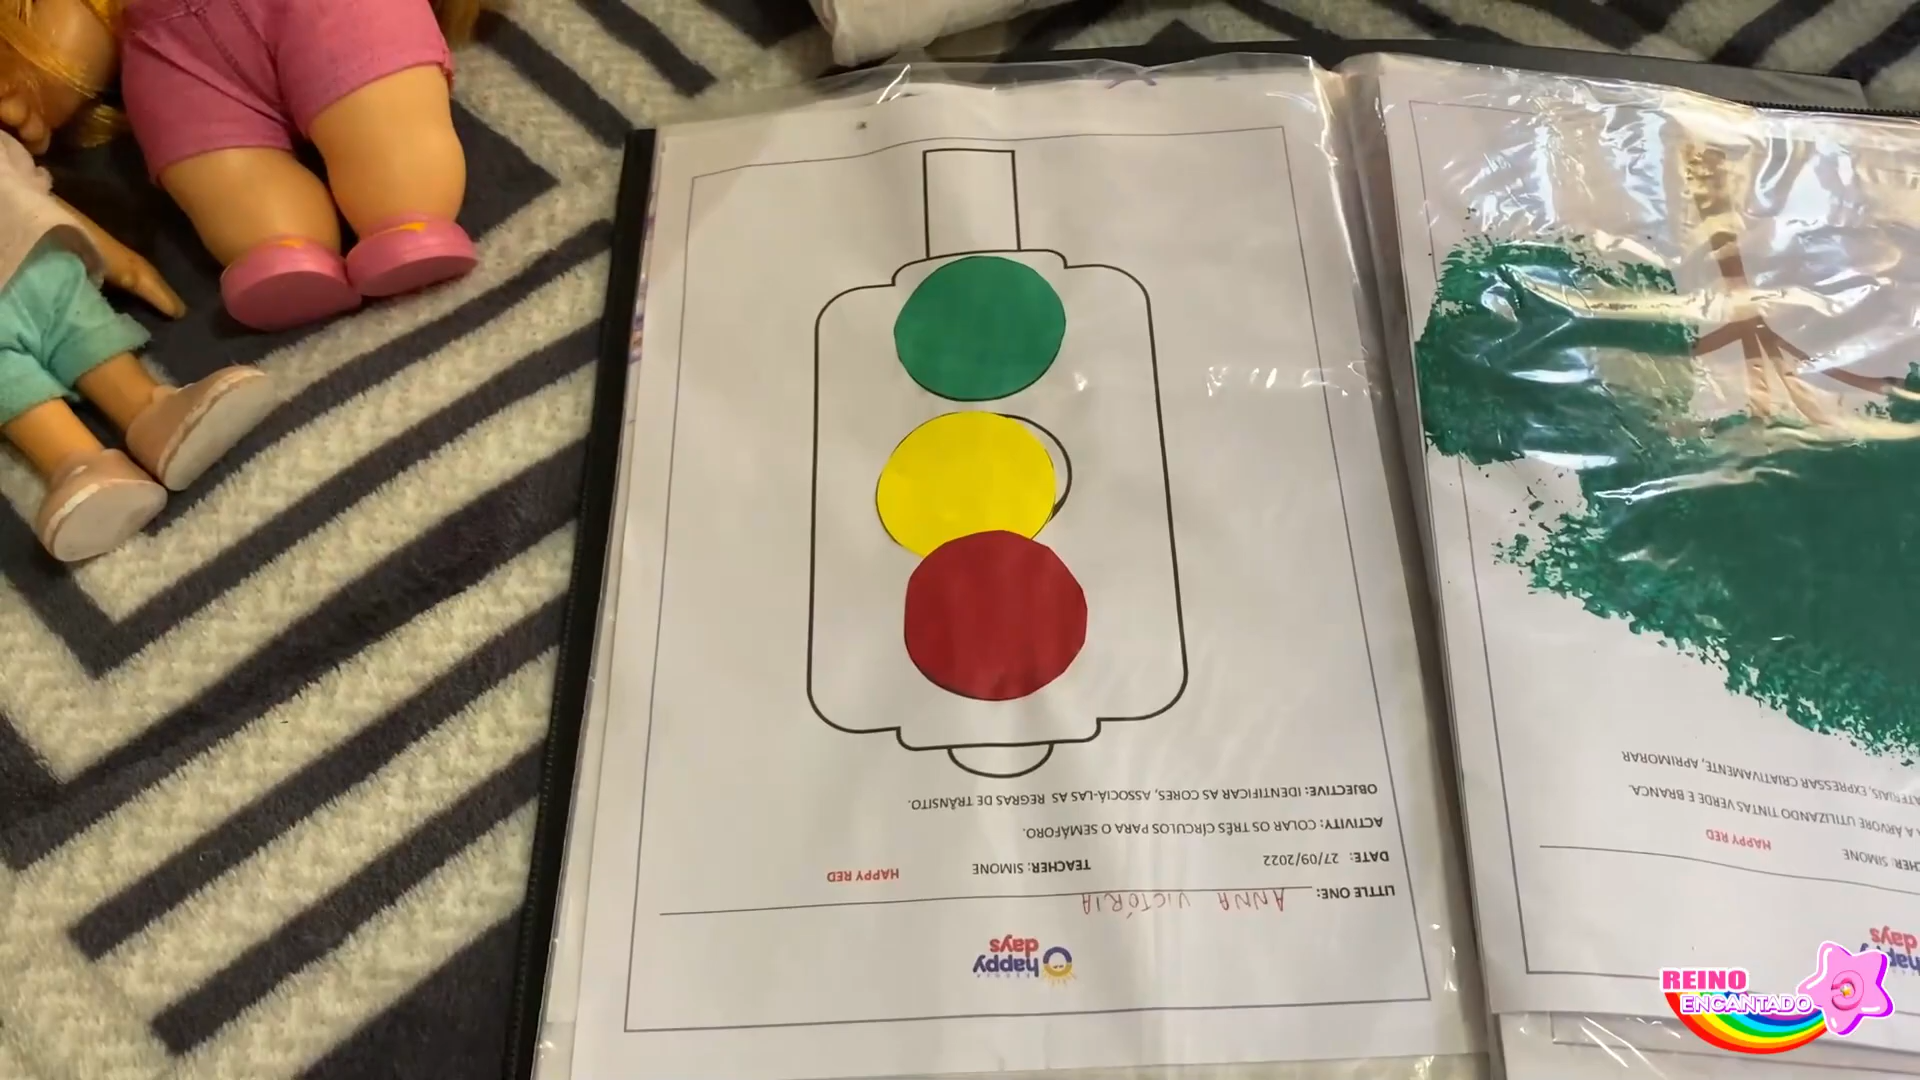 happy
days
LITTLE ONE: ANNA VICTÓRIA
DATE: 27/09/2022 TEACHER: SIMONE HAPPY RED
ACTIVITY: COLAR OS TRÊS CÍRCULOS PARA O SEMÁFORO.
OBJECTIVE: IDENTIFICAR AS CORES, ASSOCIÁ-LAS AS REGRAS DE TRÂNSITO.
days
SIMONE HAPPY RED
A ÁRVORE UTILIZANDO TINTAS VERDE E BRANCA.
EXPRESSAR CRIATIVAMENTE, APRIMORAR
REINO
ENCANTADO